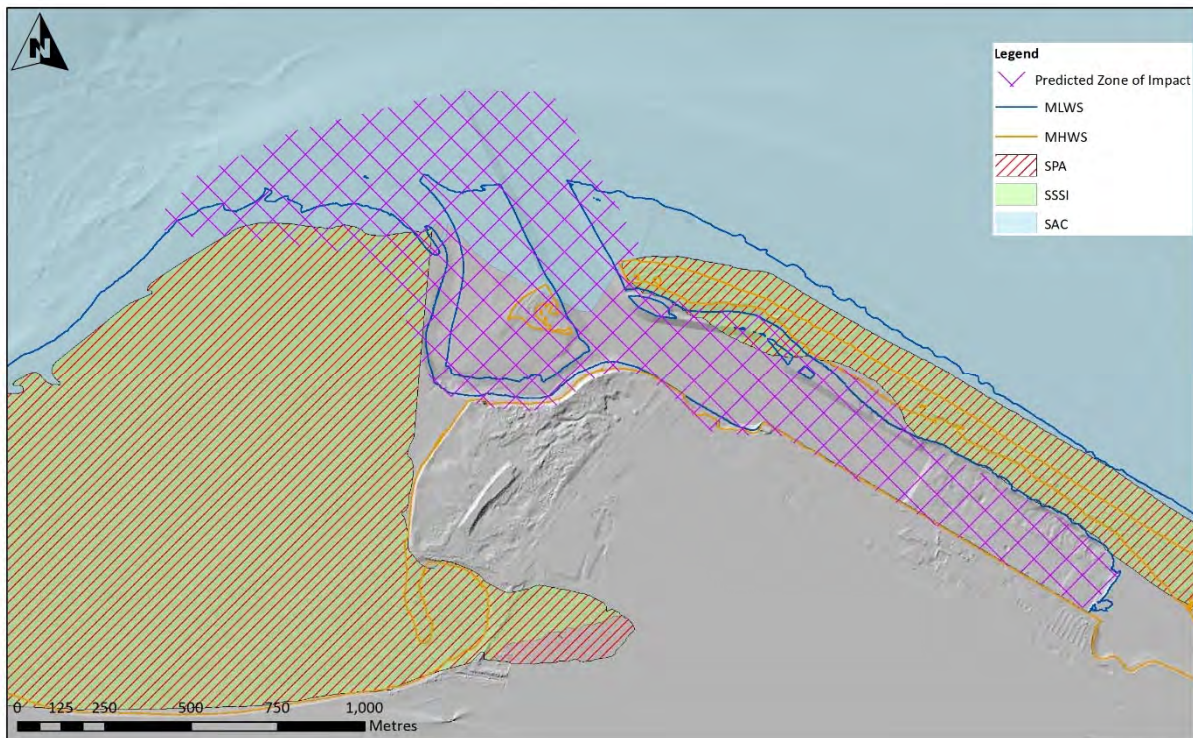 N
Legend
Predicted Zone of Impact
MLWS
MHWS
SPA
SSSI
SAC
0 125 250 500 750 1,000
Metres